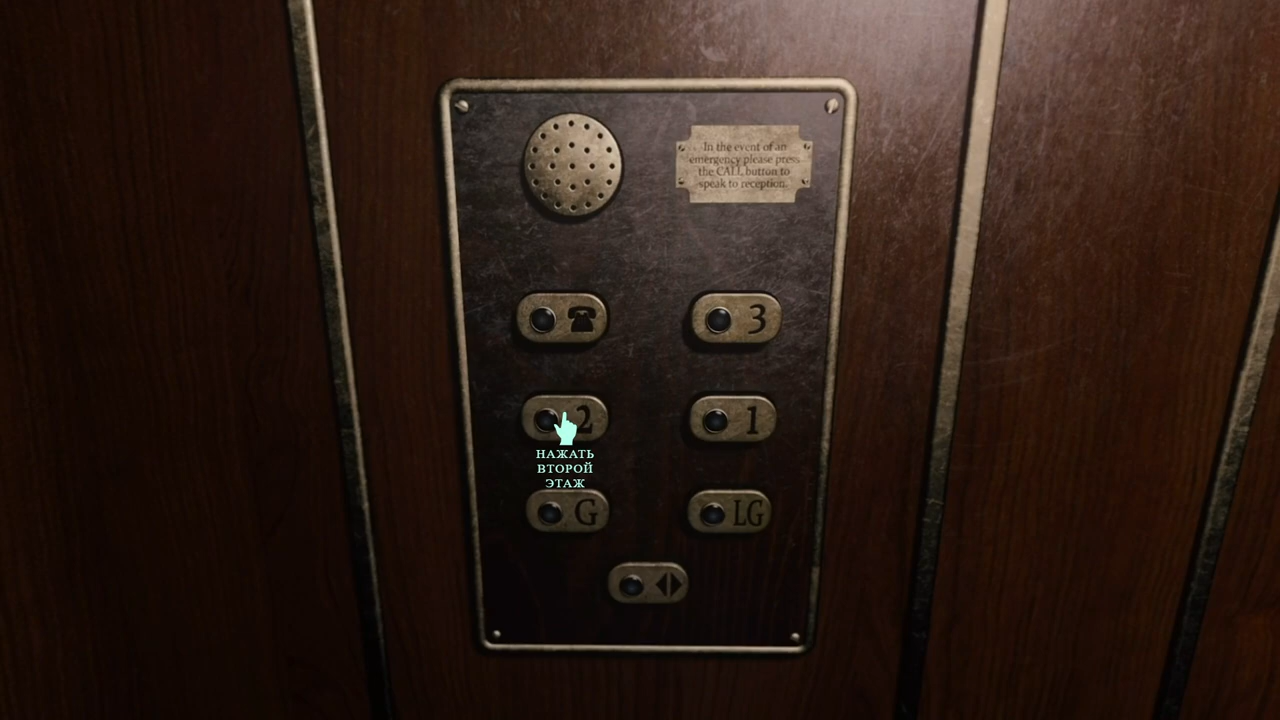 In the event of an
emergency please press
the CALL button to
speak to reception.
3
2
1
НАЖАТЬ
ВТОРОЙ
ЭТАЖ
G
LG